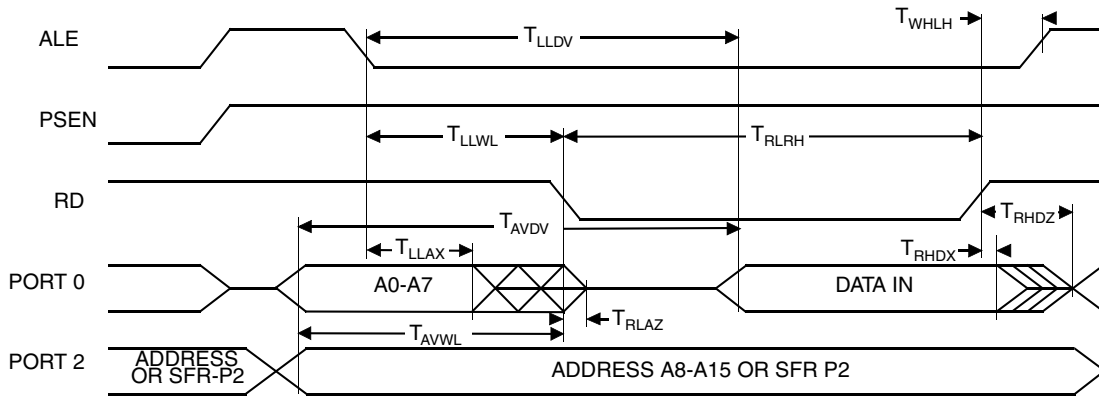 ALE
T_LLDV
T_WHLH
PSEN
T_LLWL
T_RLRH
RD
T_AVDV
T_RHDZ
T_LLAX
T_RHDX
PORT 0
A0-A7
DATA IN
T_RLAZ
T_AVWL
PORT 2
ADDRESS
OR SFR-P2
ADDRESS A8-A15 OR SFR P2